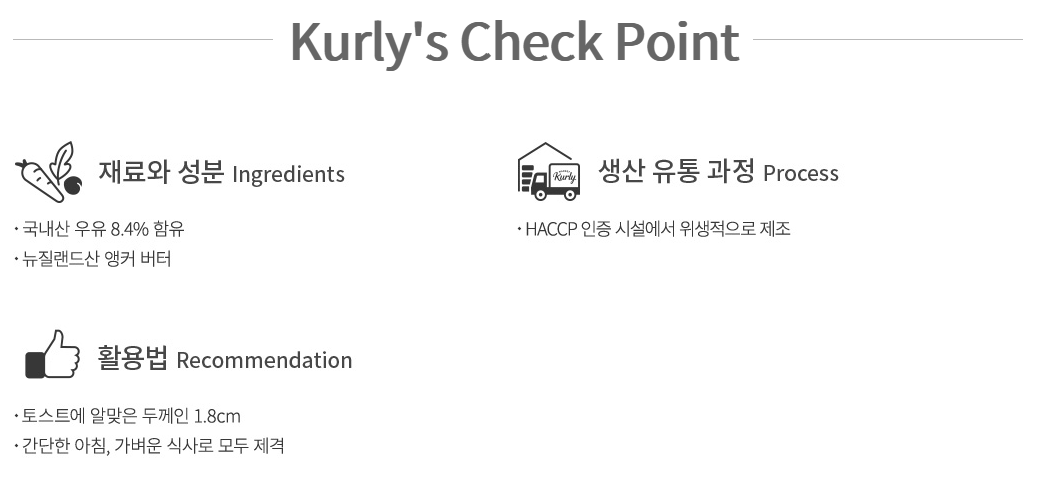 Kurly's Check Point
재료와 성분 Ingredients
· 국내산 우유 8.4% 함유
· 뉴질랜드산 앵커 버터
Kurly
생산 유통 과정 Process
· HACCP 인증 시설에서 위생적으로 제조
활용법 Recommendation
· 토스트에 알맞은 두께인 1.8cm
· 간단한 아침, 가벼운 식사로 모두 제격